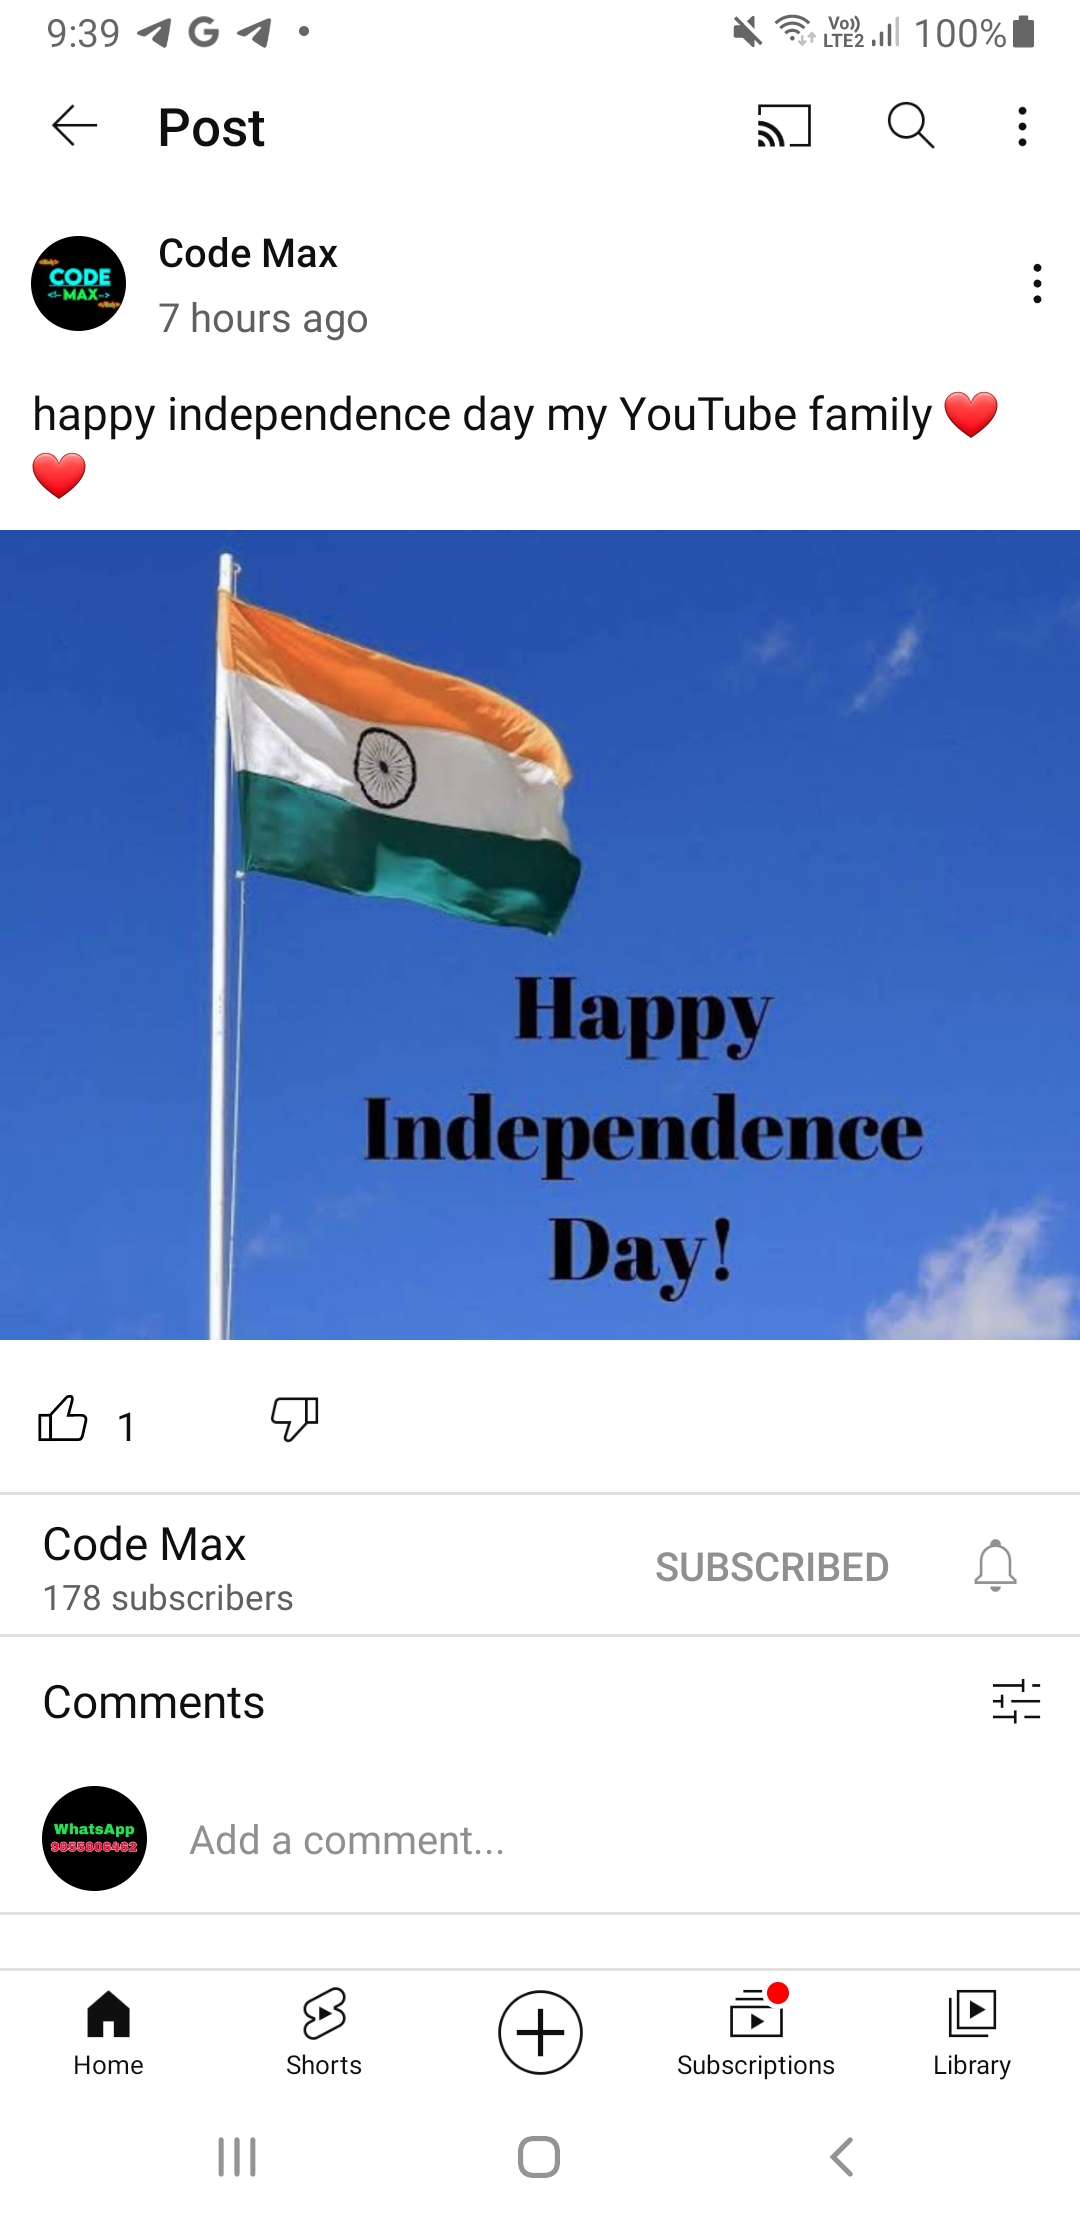 9:39
Vo))
LTE2
100%
Post
CODE
<!-MAX-->
Code Max
7 hours ago
happy independence day my YouTube family ❤️
❤️
Happy
Independence
Day!
1
Code Max
178 subscribers
SUBSCRIBED
Comments
WhatsApp
Add a comment...
Home
Shorts
Subscriptions
Library